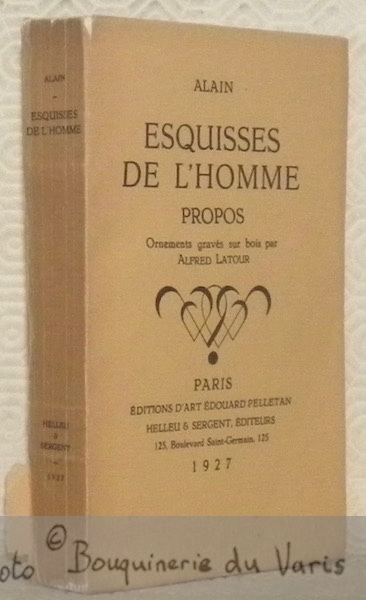 ALAIN
ESQUISSES
DE L'HOMME
HELLEU
&
SERGENT
1927
ALAIN
ESQUISSES
DE L'HOMME
PROPOS
Ornements gravés sur bois par
ALFRED LATOUR
PARIS
ÉDITIONS D'ART ÉDOUARD PELLETAN
HELLEU & SERGENT, ÉDITEURS
125, Boulevard Saint-Germain, 125
1927
oto © Bouquinerie du Varis